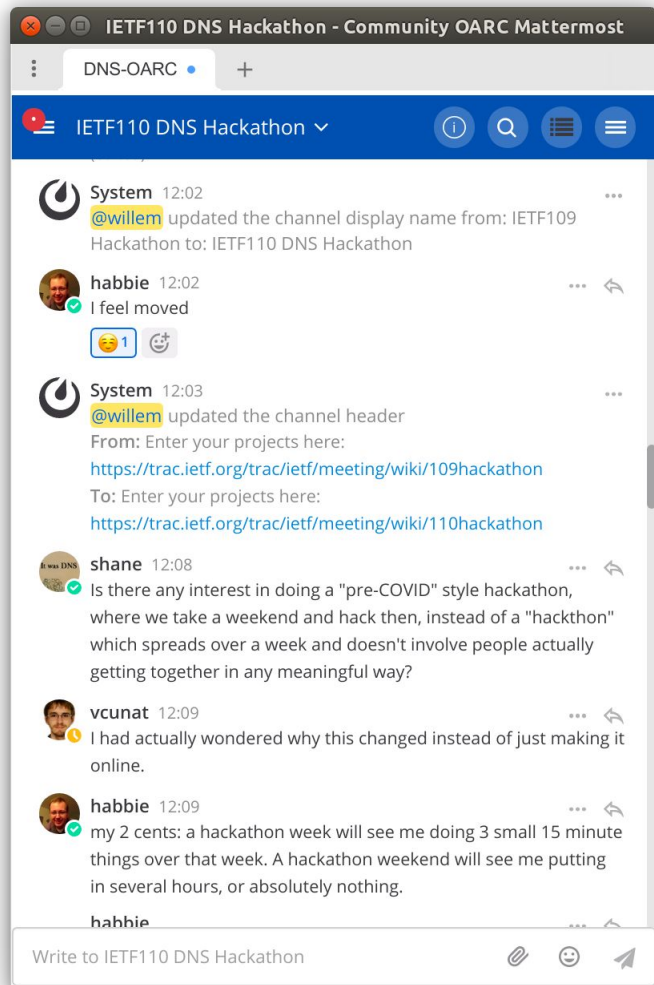 IETF110 DNS Hackathon - Community OARC Mattermost
DNS-OARC
IETF110 DNS Hackathon
System 12:02
@willem updated the channel display name from: IETF109
Hackathon to: IETF110 DNS Hackathon
habbie 12:02
I feel moved
1
System 12:03
@willem updated the channel header
From: Enter your projects here:
https://trac.ietf.org/trac/ietf/meeting/wiki/109hackathon
To: Enter your projects here:
https://trac.ietf.org/trac/ietf/meeting/wiki/110hackathon
It was DNS
shane 12:08
Is there any interest in doing a "pre-COVID" style hackathon,
where we take a weekend and hack then, instead of a "hackthon"
which spreads over a week and doesn't involve people actually
getting together in any meaningful way?
vcunat 12:09
I had actually wondered why this changed instead of just making it
online.
habbie 12:09
my 2 cents: a hackathon week will see me doing 3 small 15 minute
things over that week. A hackathon weekend will see me putting
in several hours, or absolutely nothing.
habbie
Write to IETF110 DNS Hackathon